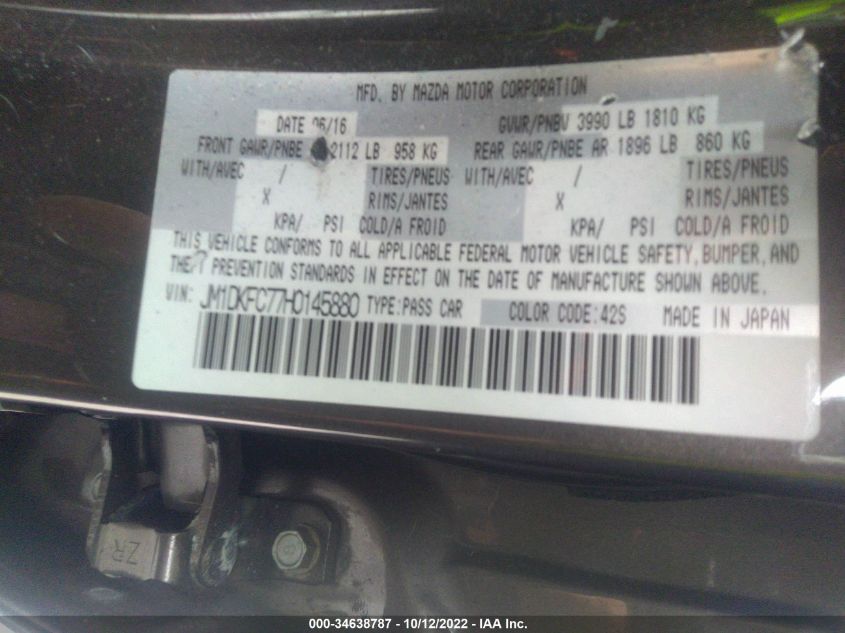 MFD. BY MAZDA MOTOR CORPORATION
DATE 06/16 GVWR/PNBV 3990 LB 1810 KG
FRONT GAWR/PNBE 2112 LB 958 KG REAR GAWR/PNBE AR 1896 LB 860 KG
WITH/AVEC / TIRES/PNEUS WITH/AVEC / TIRES/PNEUS
X RIMS/JANTES X RIMS/JANTES
KPA/ PSI COLD/A FROID KPA/ PSI COLD/A FROID
THIS VEHICLE CONFORMS TO ALL APPLICABLE FEDERAL MOTOR VEHICLE SAFETY, BUMPER, AND
THEFT PREVENTION STANDARDS IN EFFECT ON THE DATE OF MANUFACTURE SHOWN ABOVE.
VIN: JM1DKFC77H0145880 TYPE:PASS CAR COLOR CODE:42S MADE IN JAPAN
ZR
8
000-34638787 - 10/12/2022 - IAA Inc.